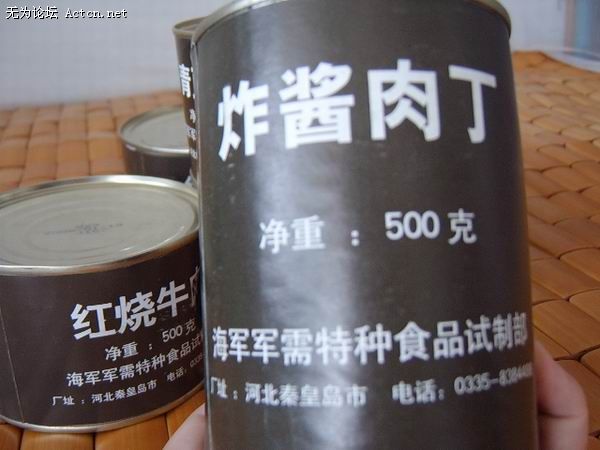 无为论坛 Actcn.net
炸酱肉丁
净重：500克
海军军需特种食品试制部
厂址：河北秦皇岛市 电话：0335-8384
红烧牛
净重：500克
海军军需特种食品试
厂址：河北秦皇岛市 电话